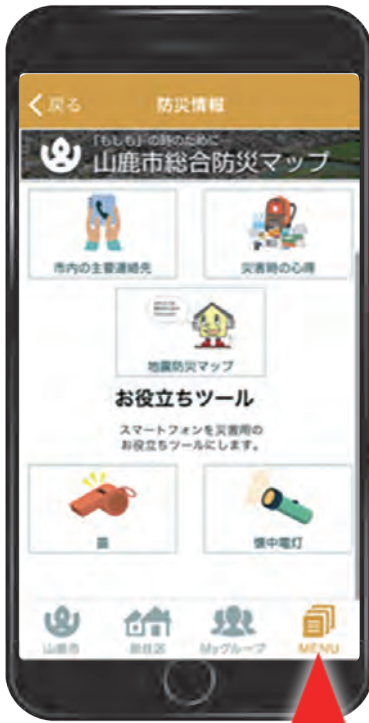 戻る
防災情報
「もしも」の時のために
山鹿市総合防災マップ
市内の主要連絡先
災害時の心得
地震防災マップ
お役立ちツール
スマートフォンを災害用の
お役立ちツールにします。
笛
懐中電灯
山鹿市
Myグループ
MENU